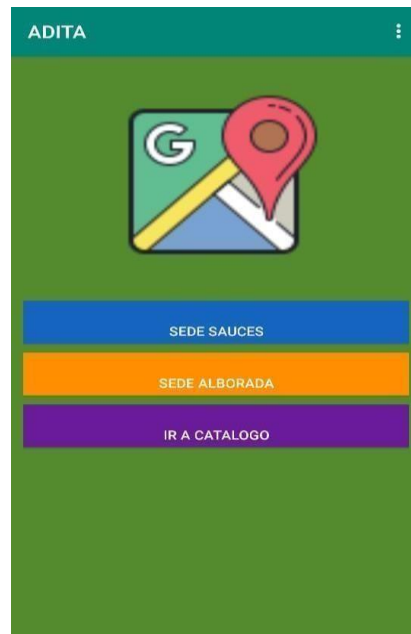 ADITA
G
SEDE SAUCES
SEDE ALBORADA
IR A CATALOGO